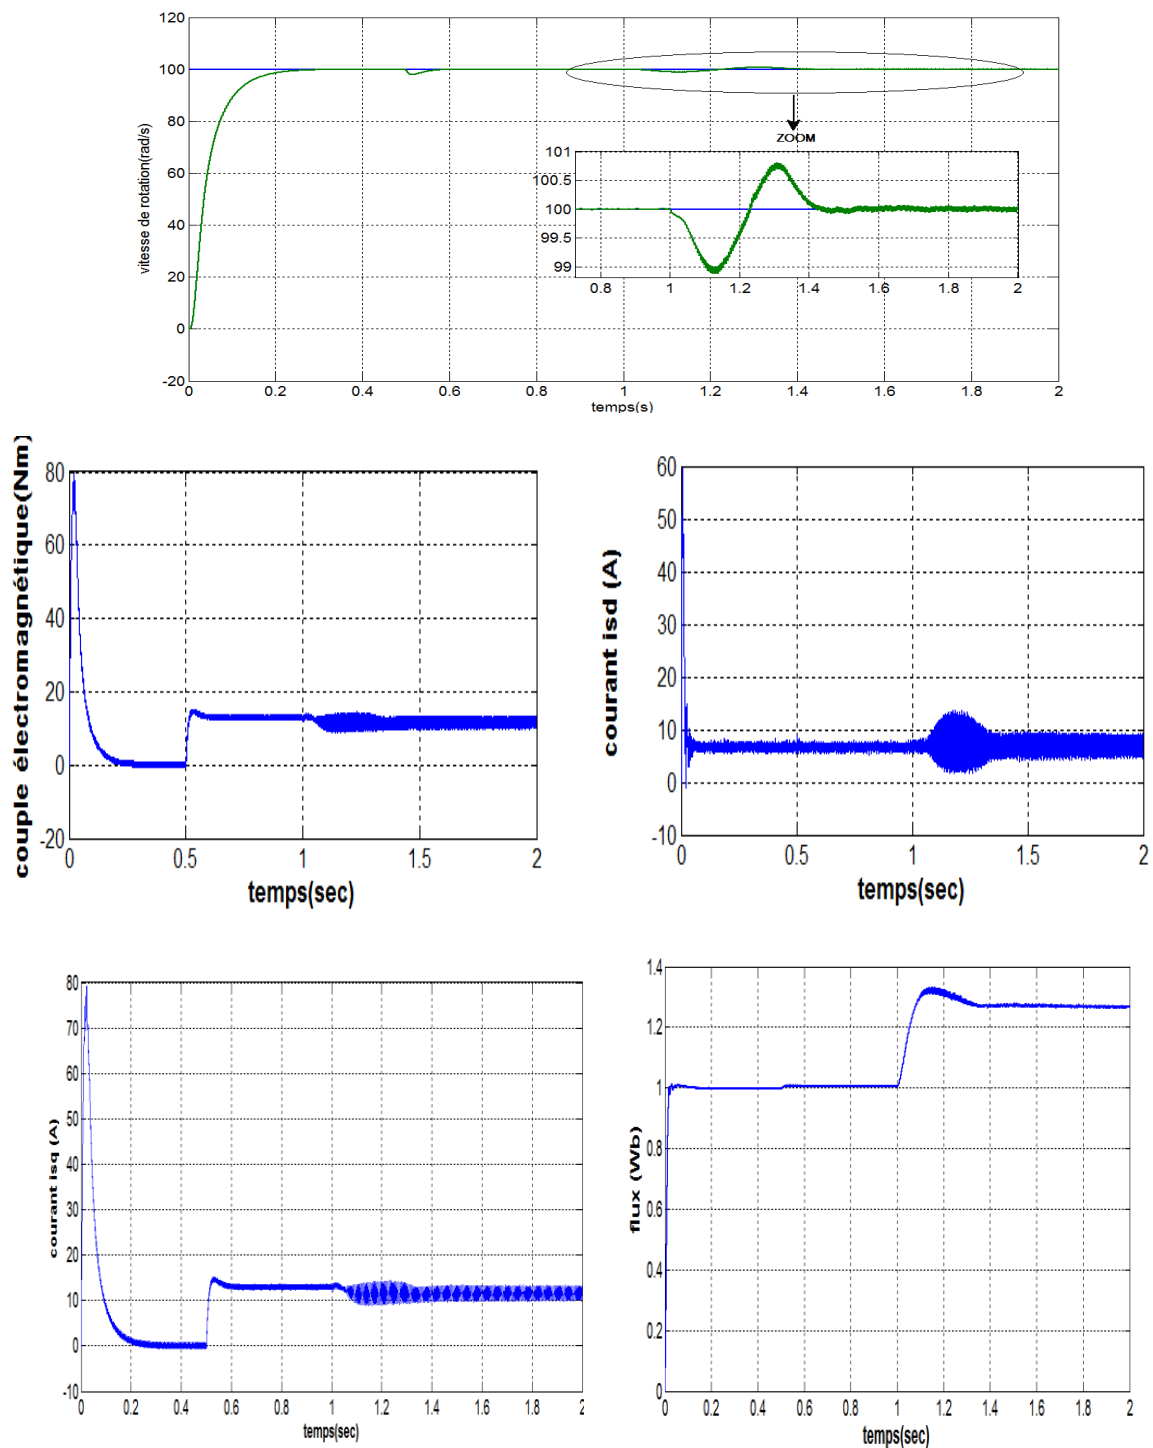 120
100
80
60
40
20
0
-20
vitesse de rotation(rad/s)
0 0.2 0.4 0.6 0.8 1 1.2 1.4 1.6 1.8 2
temps(s)
ZOOM
101
100.5
100
99.5
99
0.8 1 1.2 1.4 1.6 1.8 2
couple électromagnétique(Nm)
80
60
40
20
0
-20
0 0.5 1 1.5 2
temps(sec)
courant isd (A)
60
50
40
30
20
10
0
-10
0 0.5 1 1.5 2
temps(sec)
courant isq (A)
80
70
60
50
40
30
20
10
0
-10
0 0.2 0.4 0.6 0.8 1 1.2 1.4 1.6 1.8 2
temps(sec)
flux (Wb)
1.4
1.2
1
0.8
0.6
0.4
0.2
0
0 0.2 0.4 0.6 0.8 1 1.2 1.4 1.6 1.8 2
temps(sec)